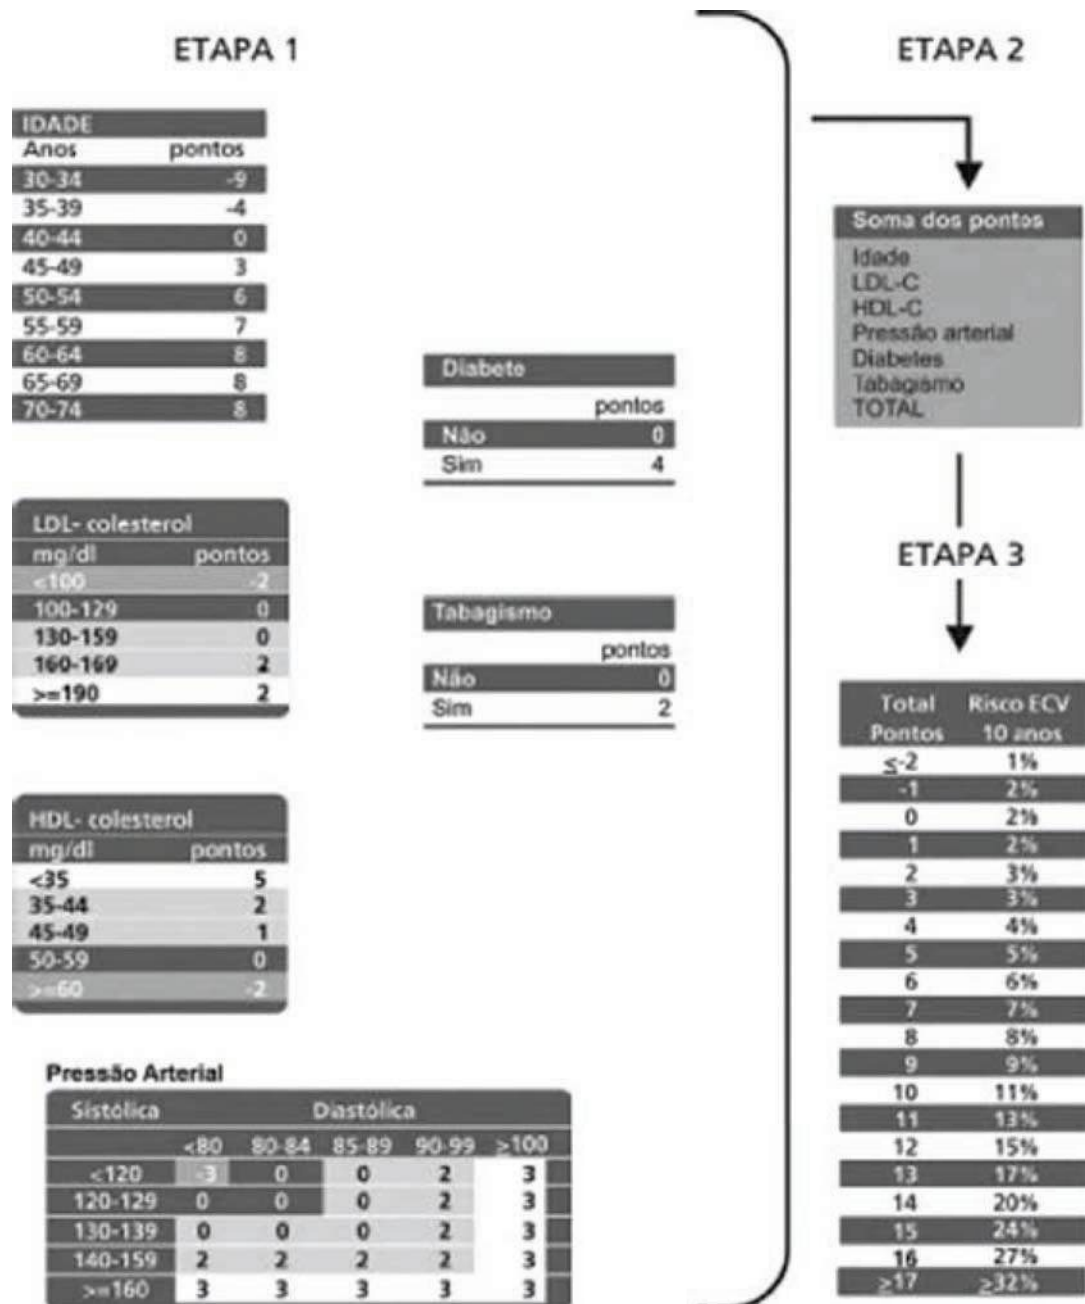 ETAPA 1
IDADE
Anos pontos
30-34 -9
35-39 -4
40-44 0
45-49 3
50-54 6
55-59 7
60-64 8
65-69 8
70-74 8
LDL- colesterol
mg/dl pontos
<100 -2
100-129 0
130-159 0
160-169 2
>=190 2
HDL- colesterol
mg/dl pontos
<35 5
35-44 2
45-49 1
50-59 0
>=60 -2
Diabete
pontos
Não 0
Sim 4
Tabagismo
pontos
Não 0
Sim 2
Pressão Arterial
Sistólica Diastólica
<80 80-84 85-89 90-99 ≥100
<120 -3 0 0 2 3
120-129 0 0 0 2 3
130-139 0 0 0 2 3
140-159 2 2 2 2 3
>=160 3 3 3 3 3
ETAPA 2
Soma dos pontos
Idade
LDL-C
HDL-C
Pressão arterial
Diabetes
Tabagismo
TOTAL
ETAPA 3
Total Risco ECV
Pontos 10 anos
≤-2 1%
-1 2%
0 2%
1 2%
2 3%
3 3%
4 4%
5 5%
6 6%
7 7%
8 8%
9 9%
10 11%
11 13%
12 15%
13 17%
14 20%
15 24%
16 27%
≥17 ≥32%